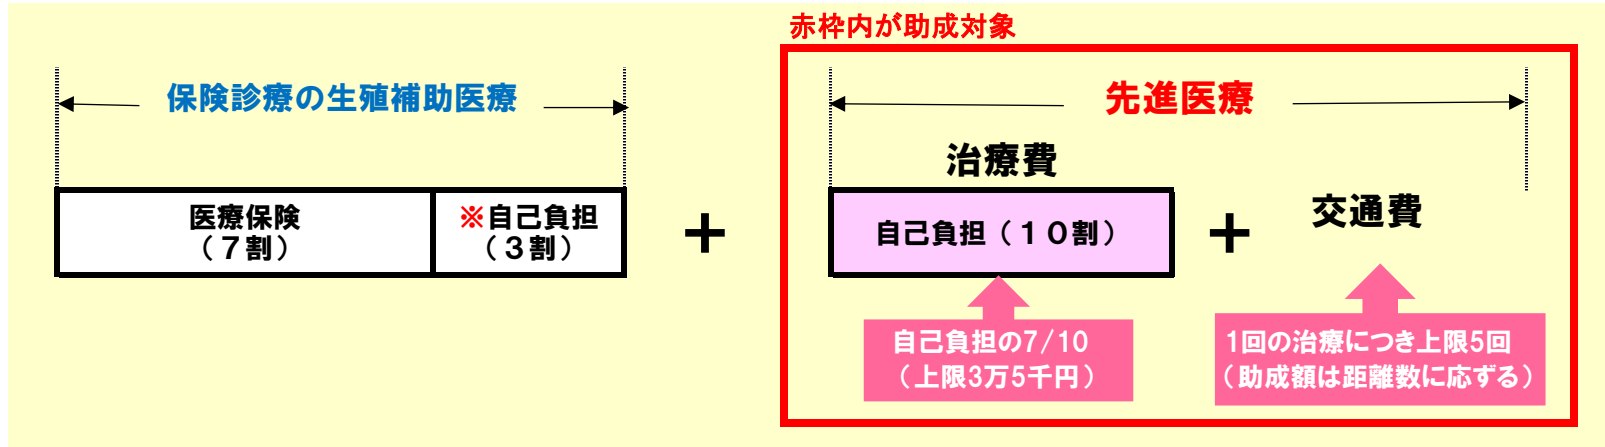 赤枠内が助成対象
保険診療の生殖補助医療
先進医療
治療費
医療保険
（７割）
※自己負担
（３割）
＋
自己負担（１０割）
＋
交通費
自己負担の7/10
（上限3万5千円）
1回の治療につき上限5回
（助成額は距離数に応ずる）